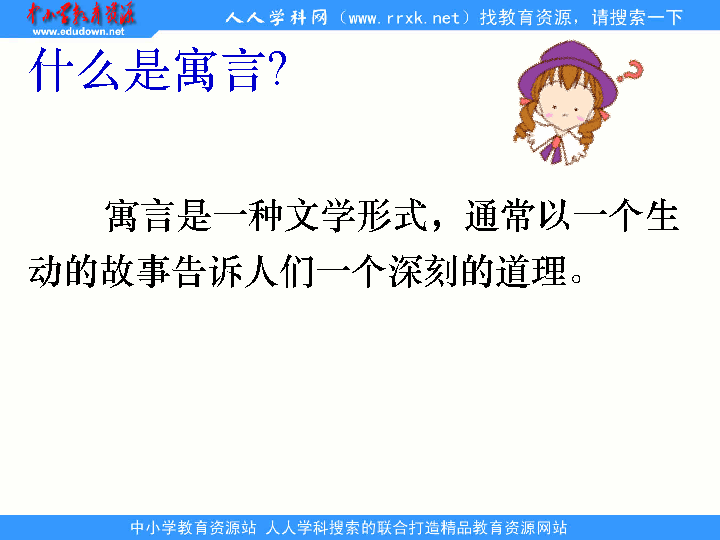 中小学教育资源
www.edudown.net
人人学科网（www.rrxk.net）找教育资源，请搜索一下
什么是寓言？
寓言是一种文学形式，通常以一个生
动的故事告诉人们一个深刻的道理。
中小学教育资源站 人人学科搜索的联合打造精品教育资源网站